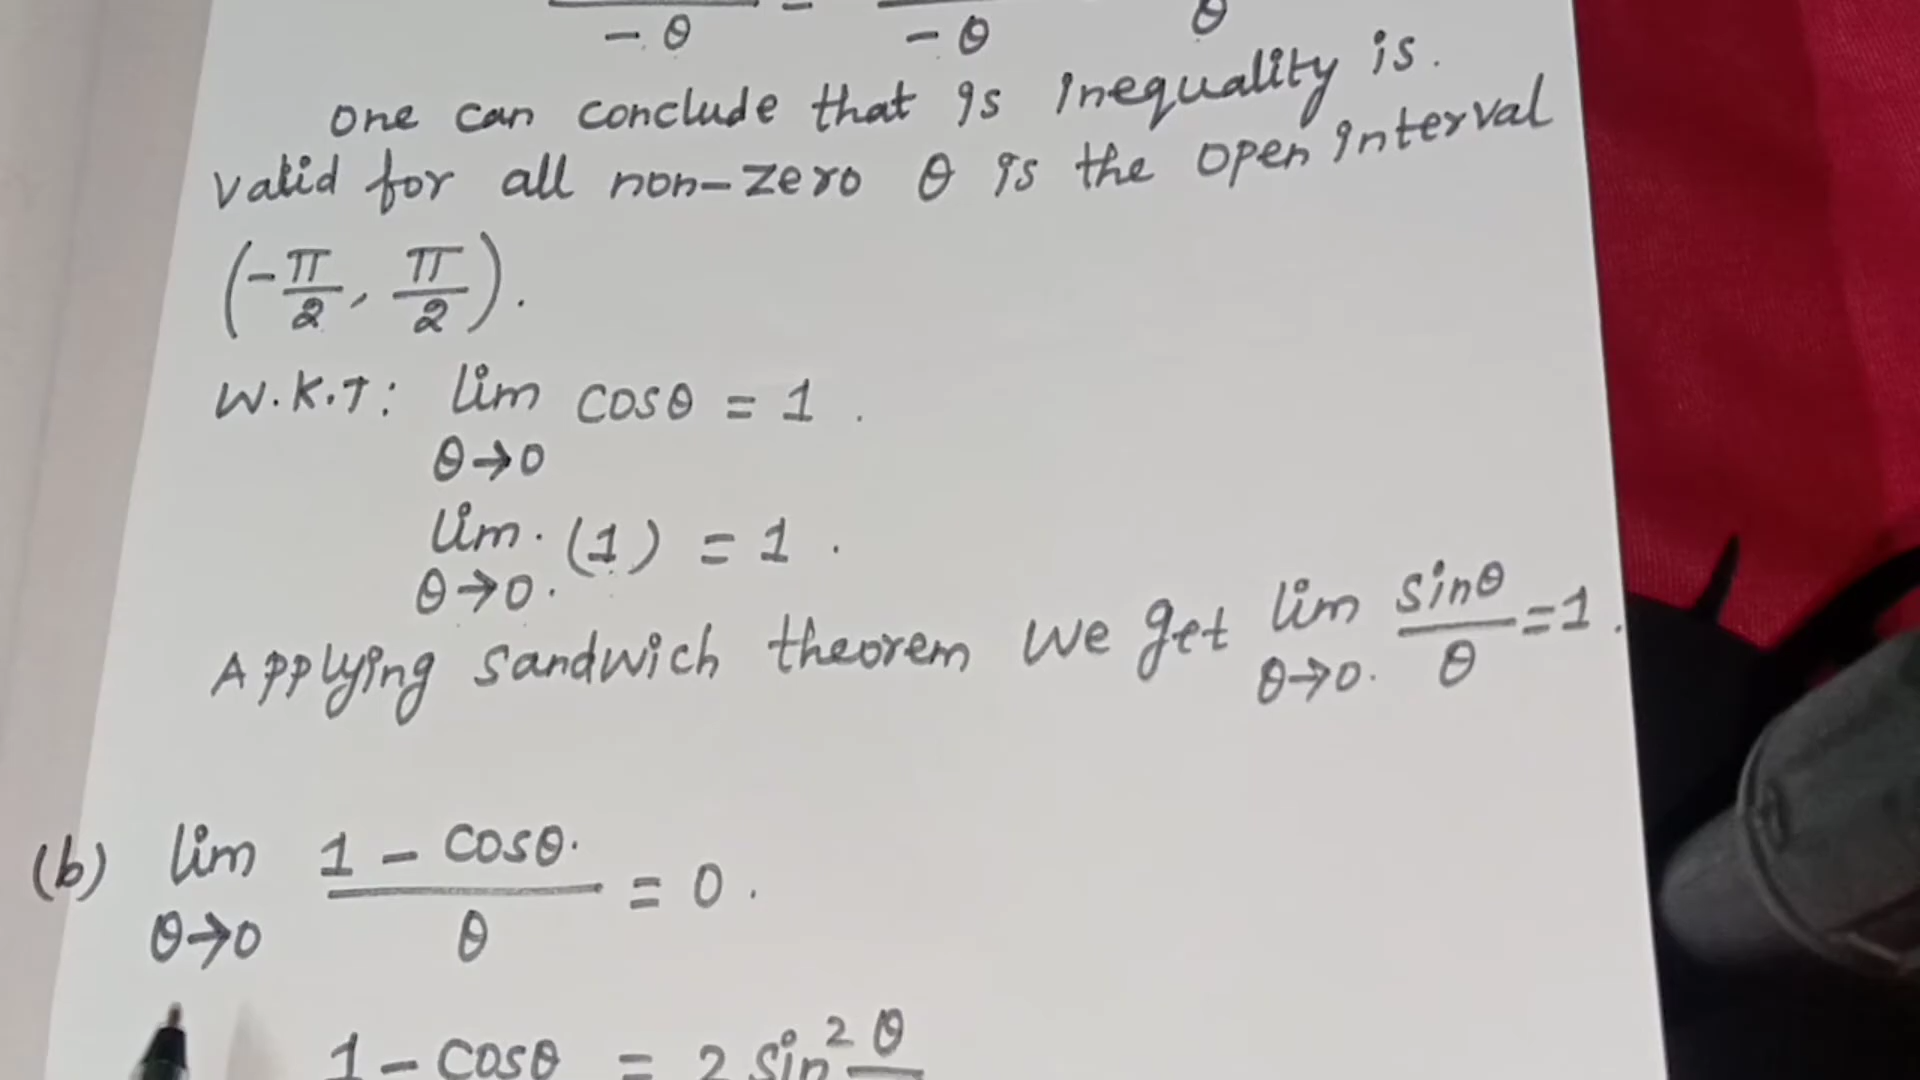 - θ = - θ θ
One can conclude that is inequality is.
valid for all non-zero θ is the open interval
(-π/2, π/2).
W.K.T: lim cosθ = 1 .
θ→0
lim. (1) = 1 .
θ→0.
Applying sandwich theorem we get lim sinθ/θ =1.
θ→0.
(b) lim 1 - cosθ. / θ = 0 .
θ→0
1 - cosθ = 2 sin² θ